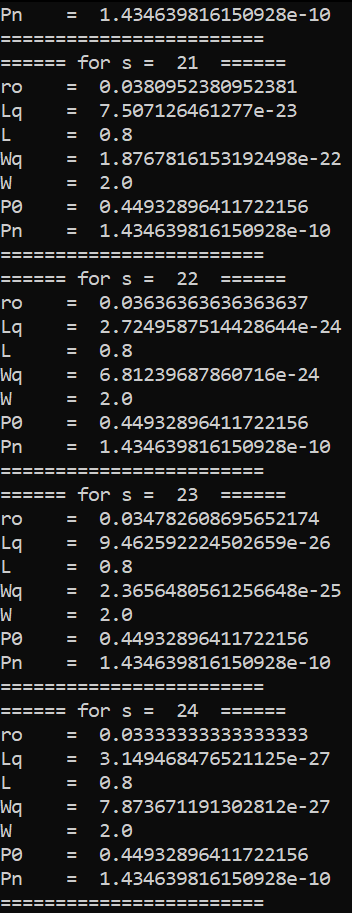 Pn    =  1.434639816150928e-10
========================
====== for s =  21  ======
ro    =  0.0380952380952381
Lq    =  7.507126461277e-23
L     =  0.8
Wq    =  1.8767816153192498e-22
W     =  2.0
P0    =  0.44932896411722156
Pn    =  1.434639816150928e-10
========================
====== for s =  22  ======
ro    =  0.03636363636363637
Lq    =  2.7249587514428644e-24
L     =  0.8
Wq    =  6.81239687860716e-24
W     =  2.0
P0    =  0.44932896411722156
Pn    =  1.434639816150928e-10
========================
====== for s =  23  ======
ro    =  0.034782608695652174
Lq    =  9.462592224502659e-26
L     =  0.8
Wq    =  2.3656480561256648e-25
W     =  2.0
P0    =  0.44932896411722156
Pn    =  1.434639816150928e-10
========================
====== for s =  24  ======
ro    =  0.03333333333333333
Lq    =  3.149468476521125e-27
L     =  0.8
Wq    =  7.873671191302812e-27
W     =  2.0
P0    =  0.44932896411722156
Pn    =  1.434639816150928e-10
========================